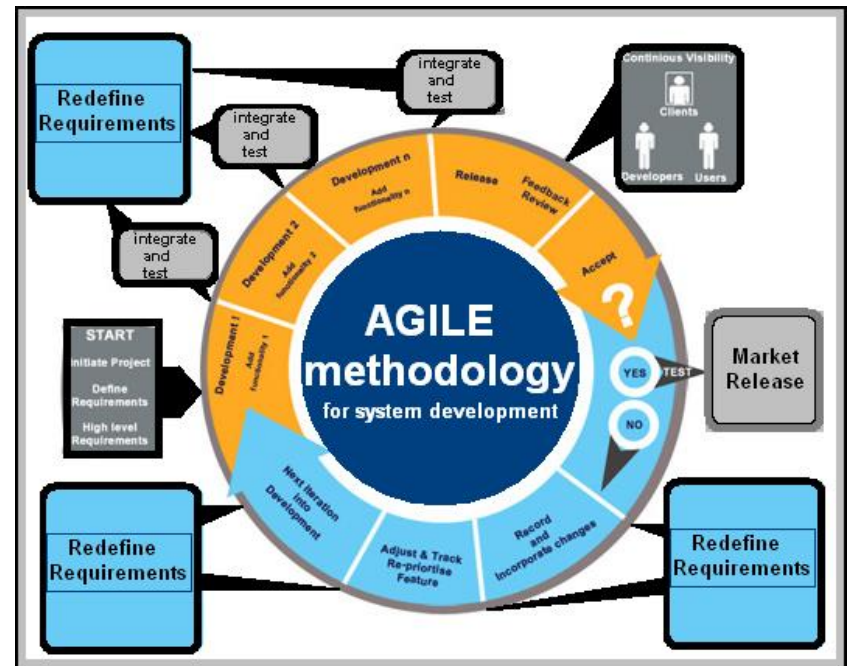 Redefine
Requirements
integrate
and
test
integrate
and
test
integrate
and
test
Continious Visibility
Clients
Developers Users
START
Initiate Project
Define
Requirements
High level
Requirements
Development 1
Add
functionality 1
Development 2
Add
functionality 2
Development n
Add
functionality n
Release
Feedback
Review
Accept
?
YES
TEST
NO
Market
Release
AGILE
methodology
for system development
Record
and
Incorporate changes
Adjust & Track
Re-priortise
Feature
Next Iteration
into
Development
Redefine
Requirements
Redefine
Requirements